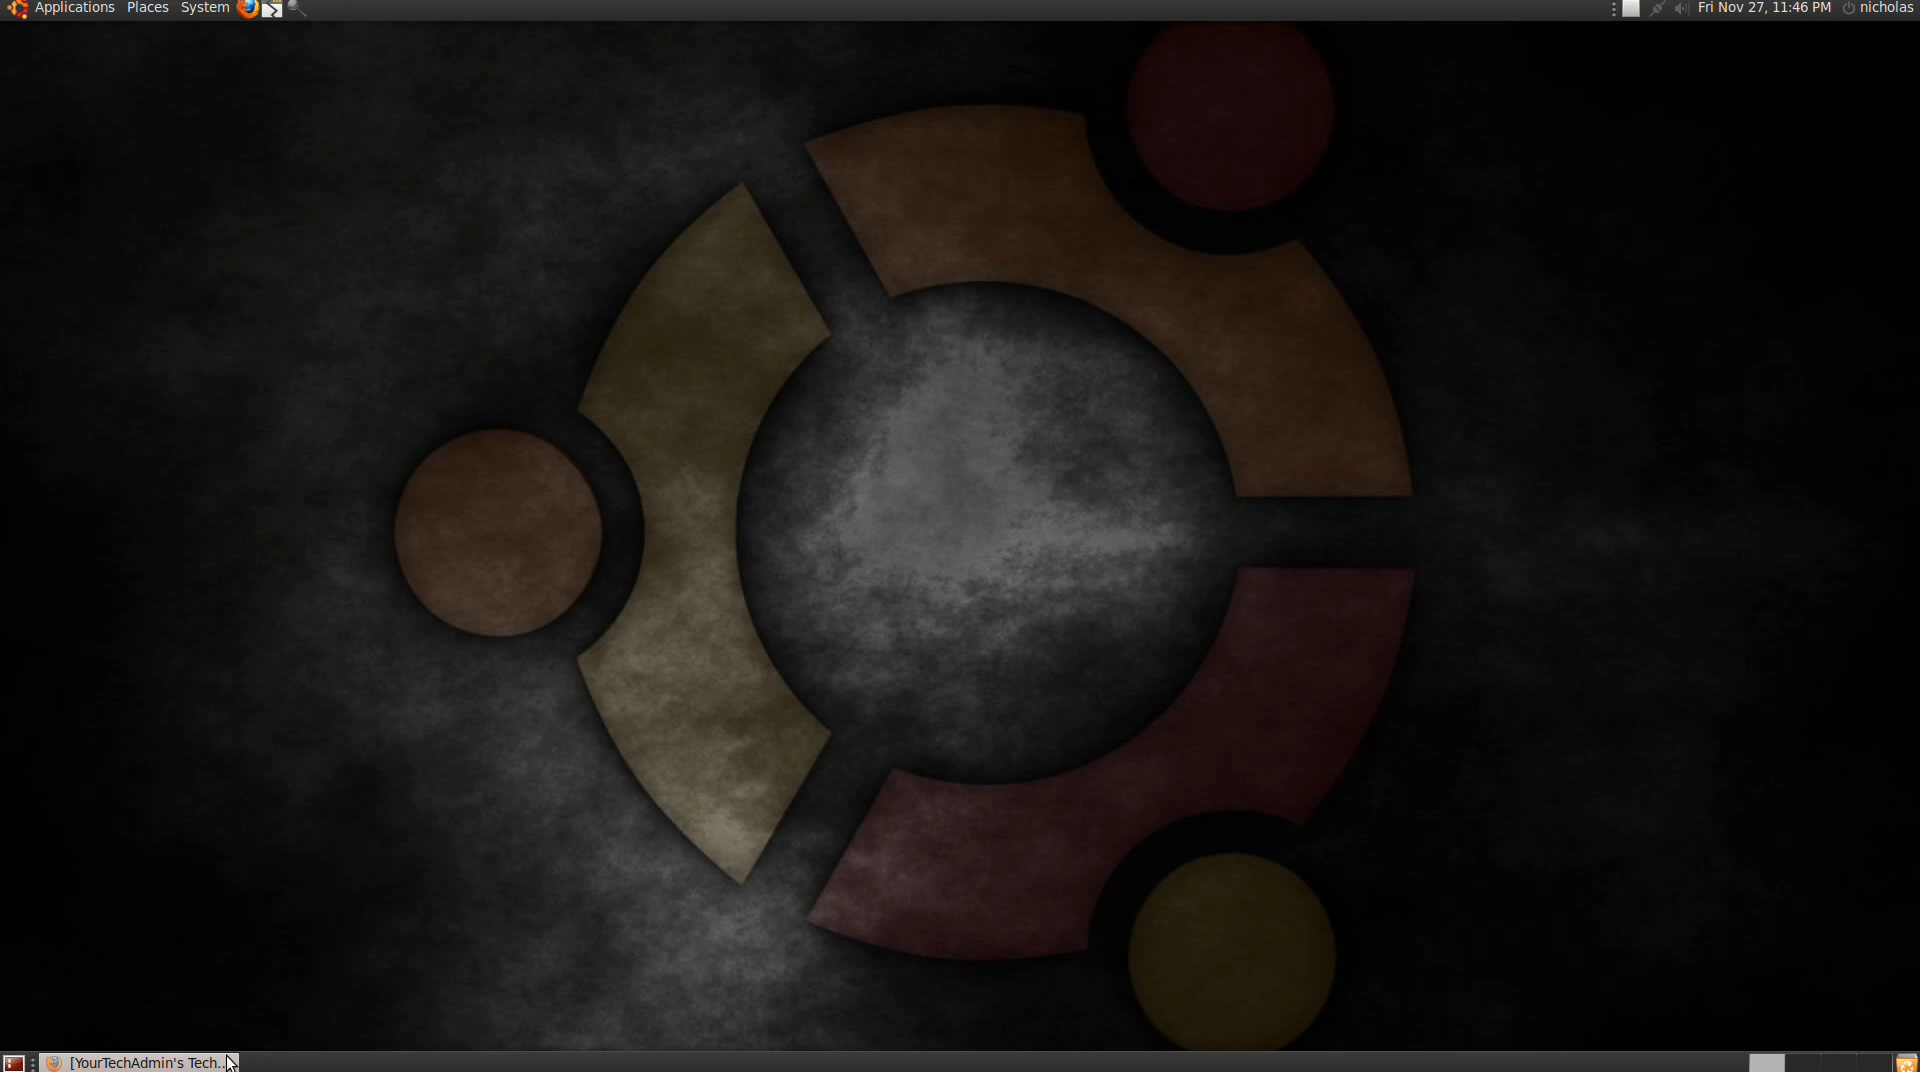 Applications Places System Fri Nov 27, 11:46 PM nicholas
[YourTechAdmin's Tech...